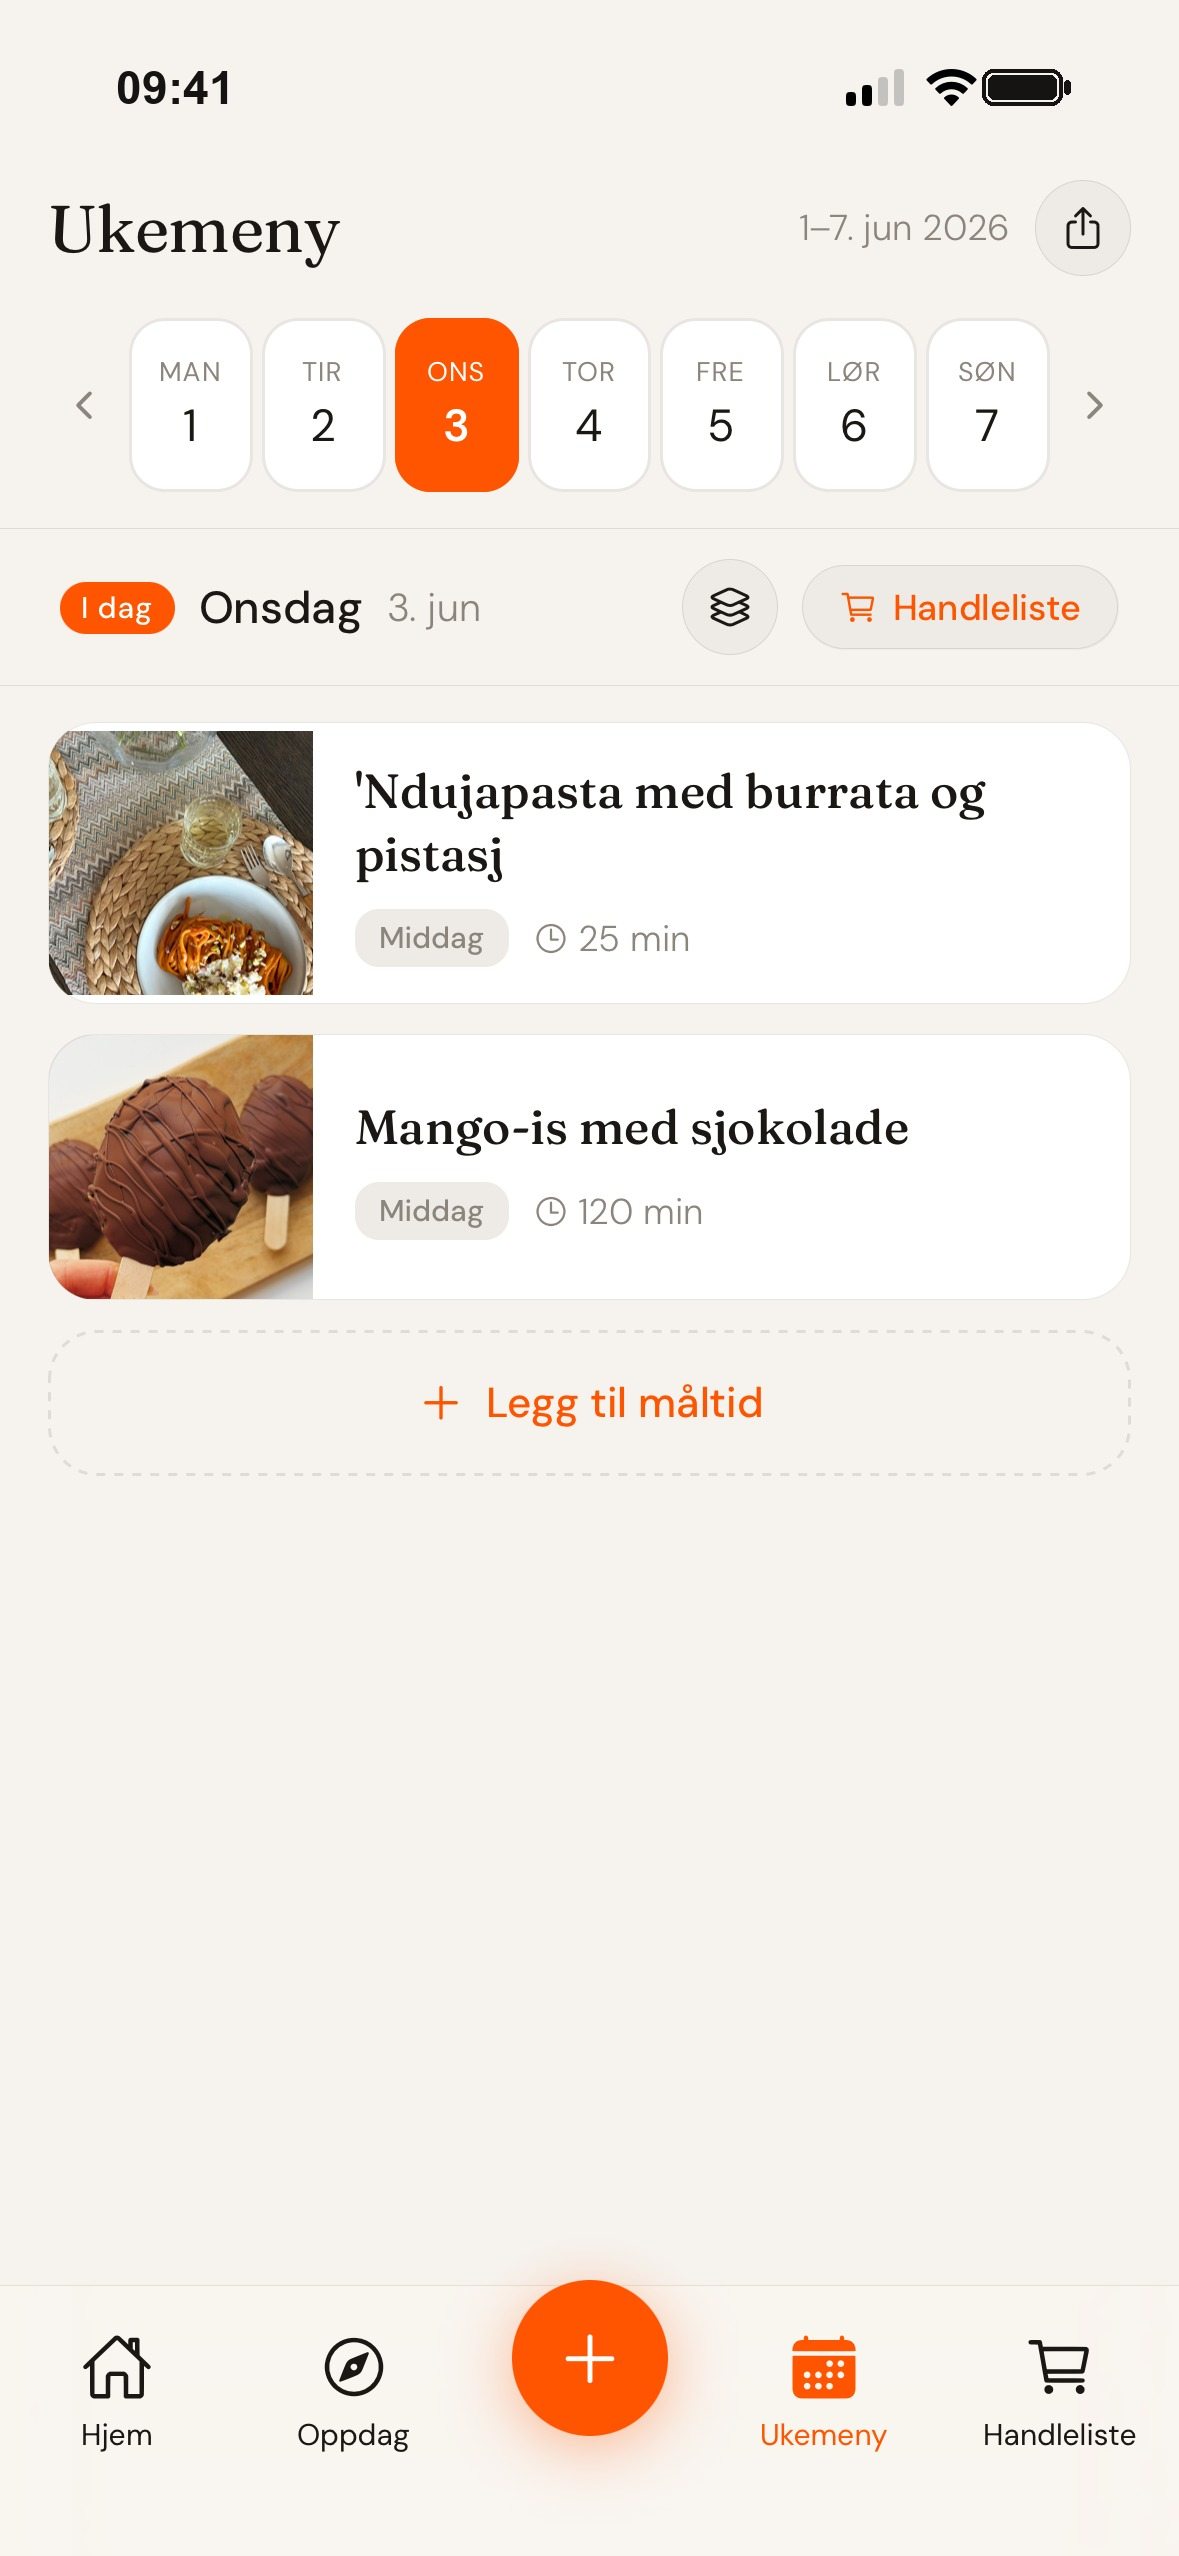 09:41
Ukemeny
1–7. jun 2026
MAN TIR ONS TOR FRE LØR SØN
1 2 3 4 5 6 7
I dag Onsdag 3. jun Handleliste
'Ndujapasta med burrata og
pistasj
Middag 25 min
Mango-is med sjokolade
Middag 120 min
+ Legg til måltid
Hjem Oppdag Ukemeny Handleliste